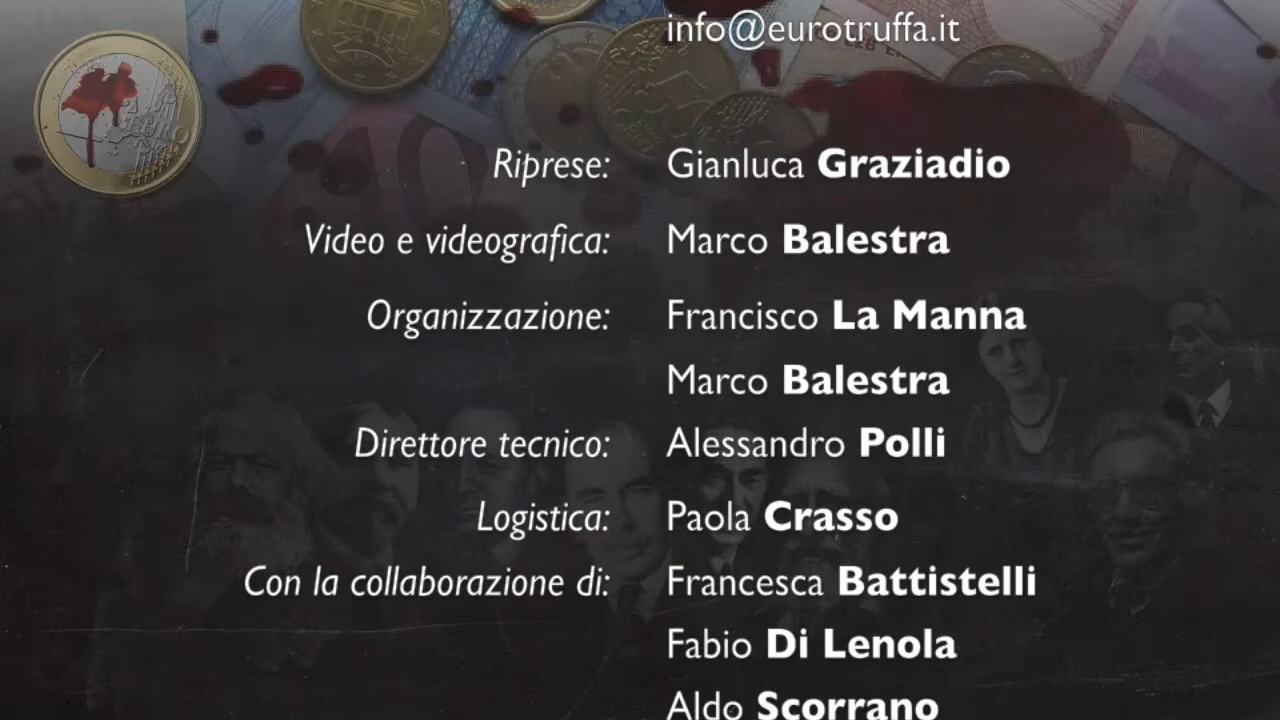 info@eurotruffa.it
Riprese: Gianluca Graziadio
Video e videografica: Marco Balestra
Organizzazione: Francisco La Manna
Marco Balestra
Direttore tecnico: Alessandro Polli
Logistica: Paola Crasso
Con la collaborazione di: Francesca Battistelli
Fabio Di Lenola
Aldo Scorrano
10